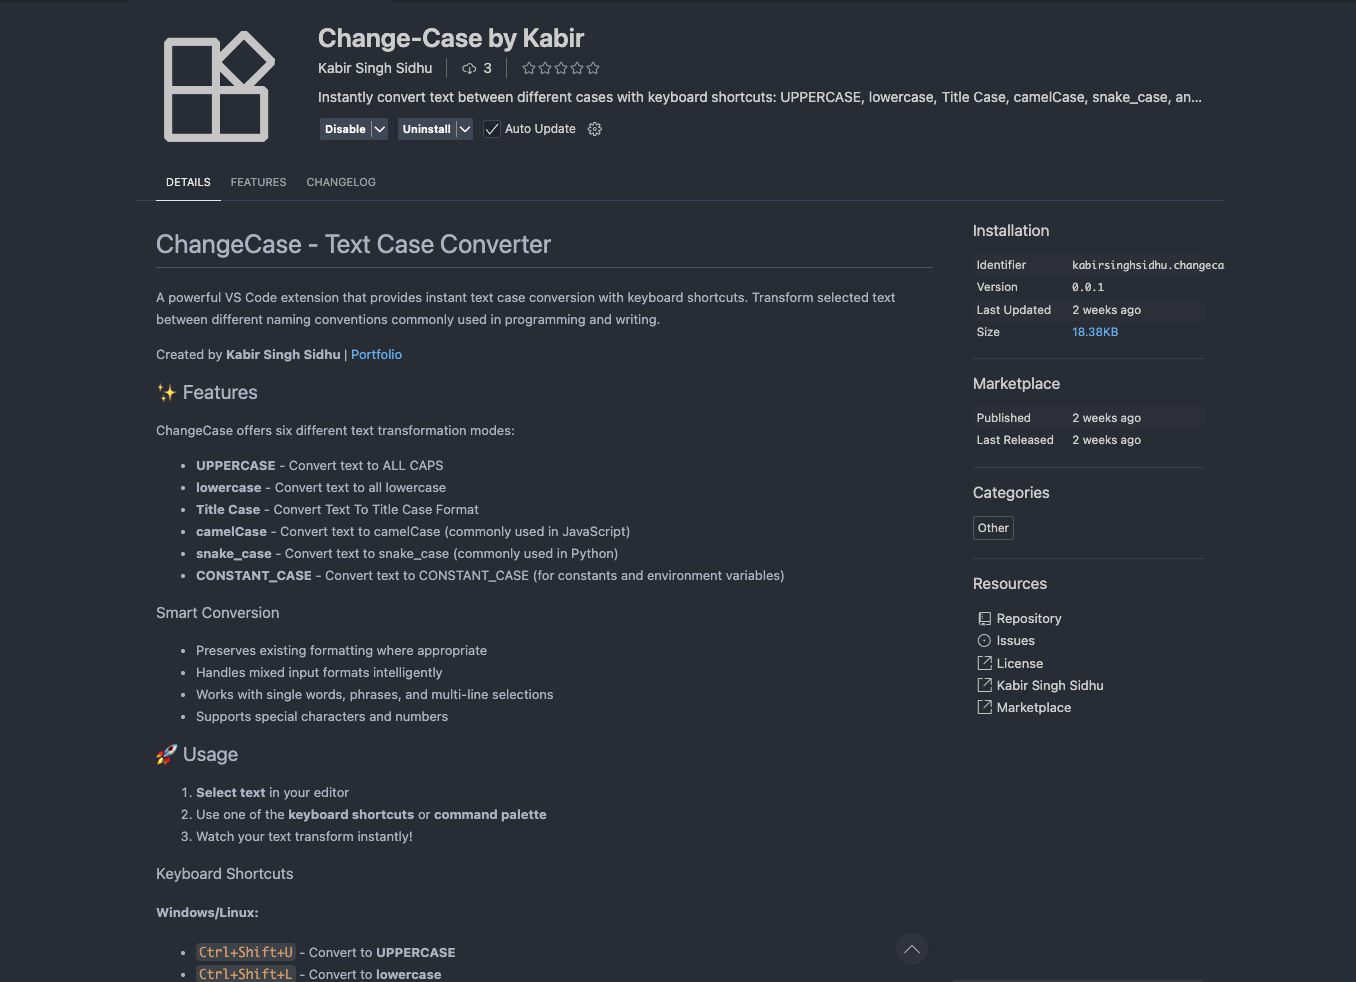 Change-Case by Kabir
Kabir Singh Sidhu | 3 |
Instantly convert text between different cases with keyboard shortcuts: UPPERCASE, lowercase, Title Case, camelCase, snake_case, an...
Disable Uninstall Auto Update
DETAILS FEATURES CHANGELOG
ChangeCase - Text Case Converter
A powerful VS Code extension that provides instant text case conversion with keyboard shortcuts. Transform selected text
between different naming conventions commonly used in programming and writing.
Created by Kabir Singh Sidhu | Portfolio
✨ Features
ChangeCase offers six different text transformation modes:
• UPPERCASE - Convert text to ALL CAPS
• lowercase - Convert text to all lowercase
• Title Case - Convert Text To Title Case Format
• camelCase - Convert text to camelCase (commonly used in JavaScript)
• snake_case - Convert text to snake_case (commonly used in Python)
• CONSTANT_CASE - Convert text to CONSTANT_CASE (for constants and environment variables)
Smart Conversion
• Preserves existing formatting where appropriate
• Handles mixed input formats intelligently
• Works with single words, phrases, and multi-line selections
• Supports special characters and numbers
🚀 Usage
1. Select text in your editor
2. Use one of the keyboard shortcuts or command palette
3. Watch your text transform instantly!
Keyboard Shortcuts
Windows/Linux:
• Ctrl+Shift+U - Convert to UPPERCASE
• Ctrl+Shift+L - Convert to lowercase
Installation
Identifier kabirsinghsidhu.changeca
Version 0.0.1
Last Updated 2 weeks ago
Size 18.38KB
Marketplace
Published 2 weeks ago
Last Released 2 weeks ago
Categories
Other
Resources
Repository
Issues
License
Kabir Singh Sidhu
Marketplace